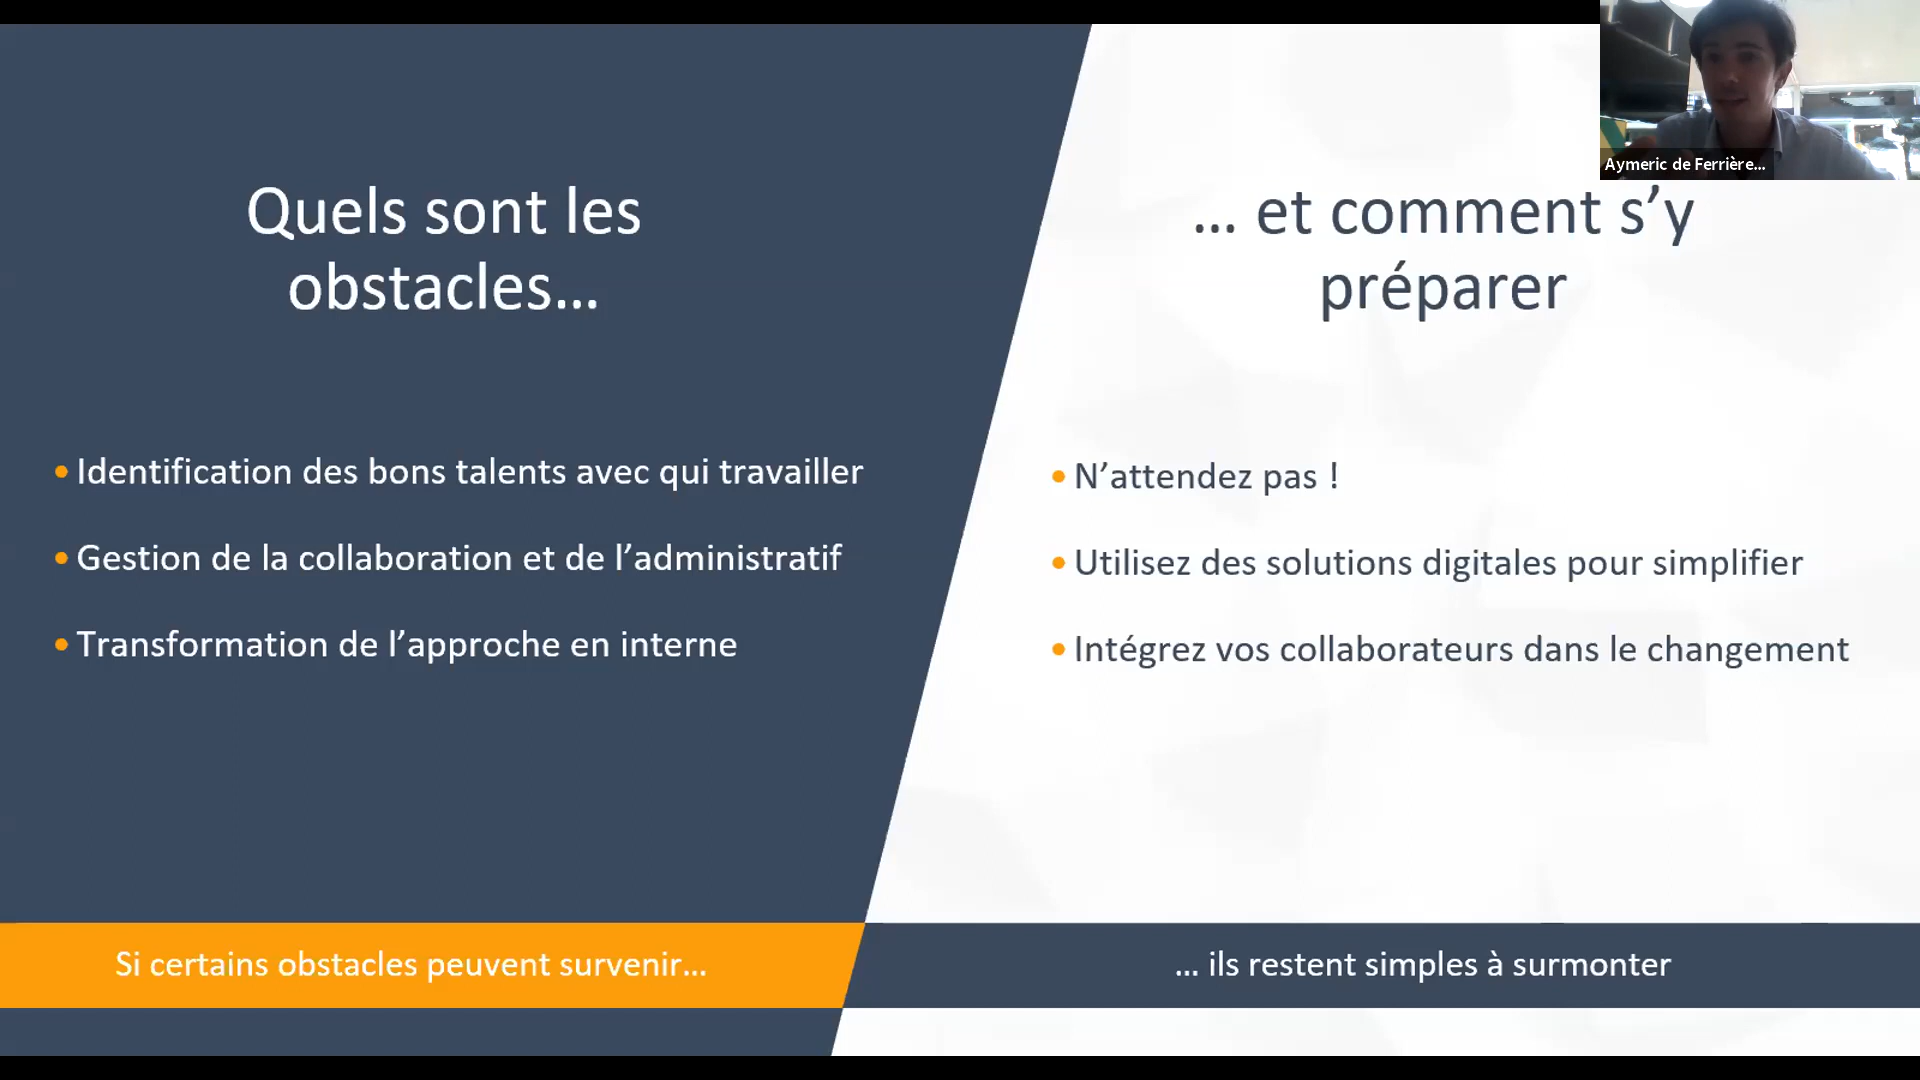 Quels sont les
obstacles…
• Identification des bons talents avec qui travailler
• Gestion de la collaboration et de l’administratif
• Transformation de l’approche en interne
Si certains obstacles peuvent survenir…
… et comment s’y
préparer
• N’attendez pas !
• Utilisez des solutions digitales pour simplifier
• Intégrez vos collaborateurs dans le changement
… ils restent simples à surmonter
Aymeric de Ferrière...